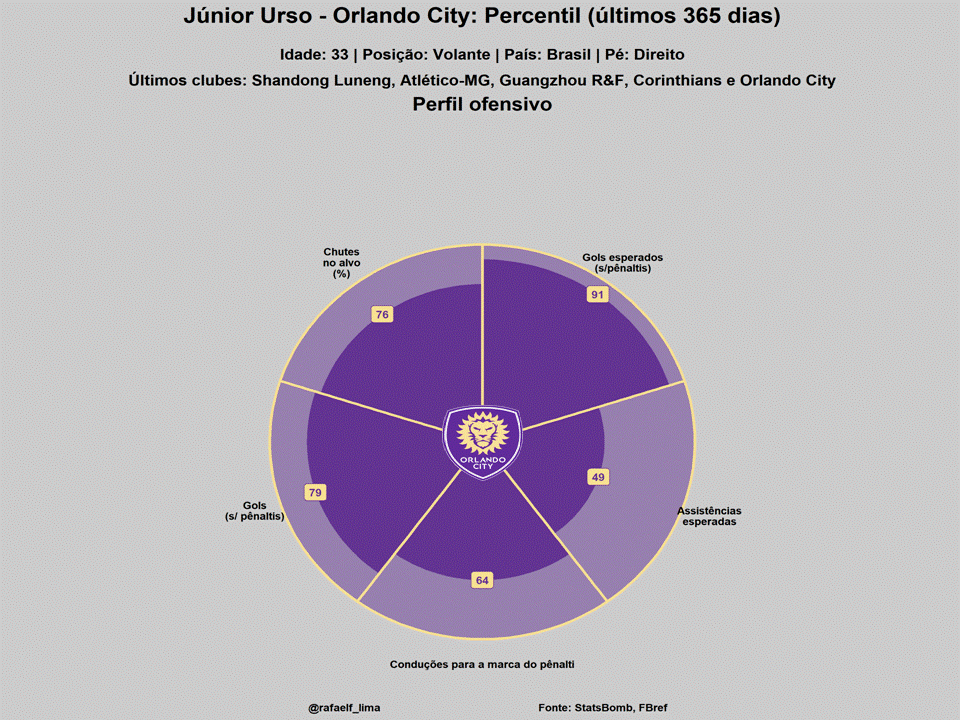 Júnior Urso - Orlando City: Percentil (últimos 365 dias)
Idade: 33 | Posição: Volante | País: Brasil | Pé: Direito
Últimos clubes: Shandong Luneng, Atlético-MG, Guangzhou R&F, Corinthians e Orlando City
Perfil ofensivo
Chutes
no alvo
(%)
Gols esperados
(s/pênaltis)
91
76
ORLANDO
CITY
49
79
Gols
(s/ pênaltis)
Assistências
esperadas
64
Conduções para a marca do pênalti
@rafaelf_lima
Fonte: StatsBomb, FBref